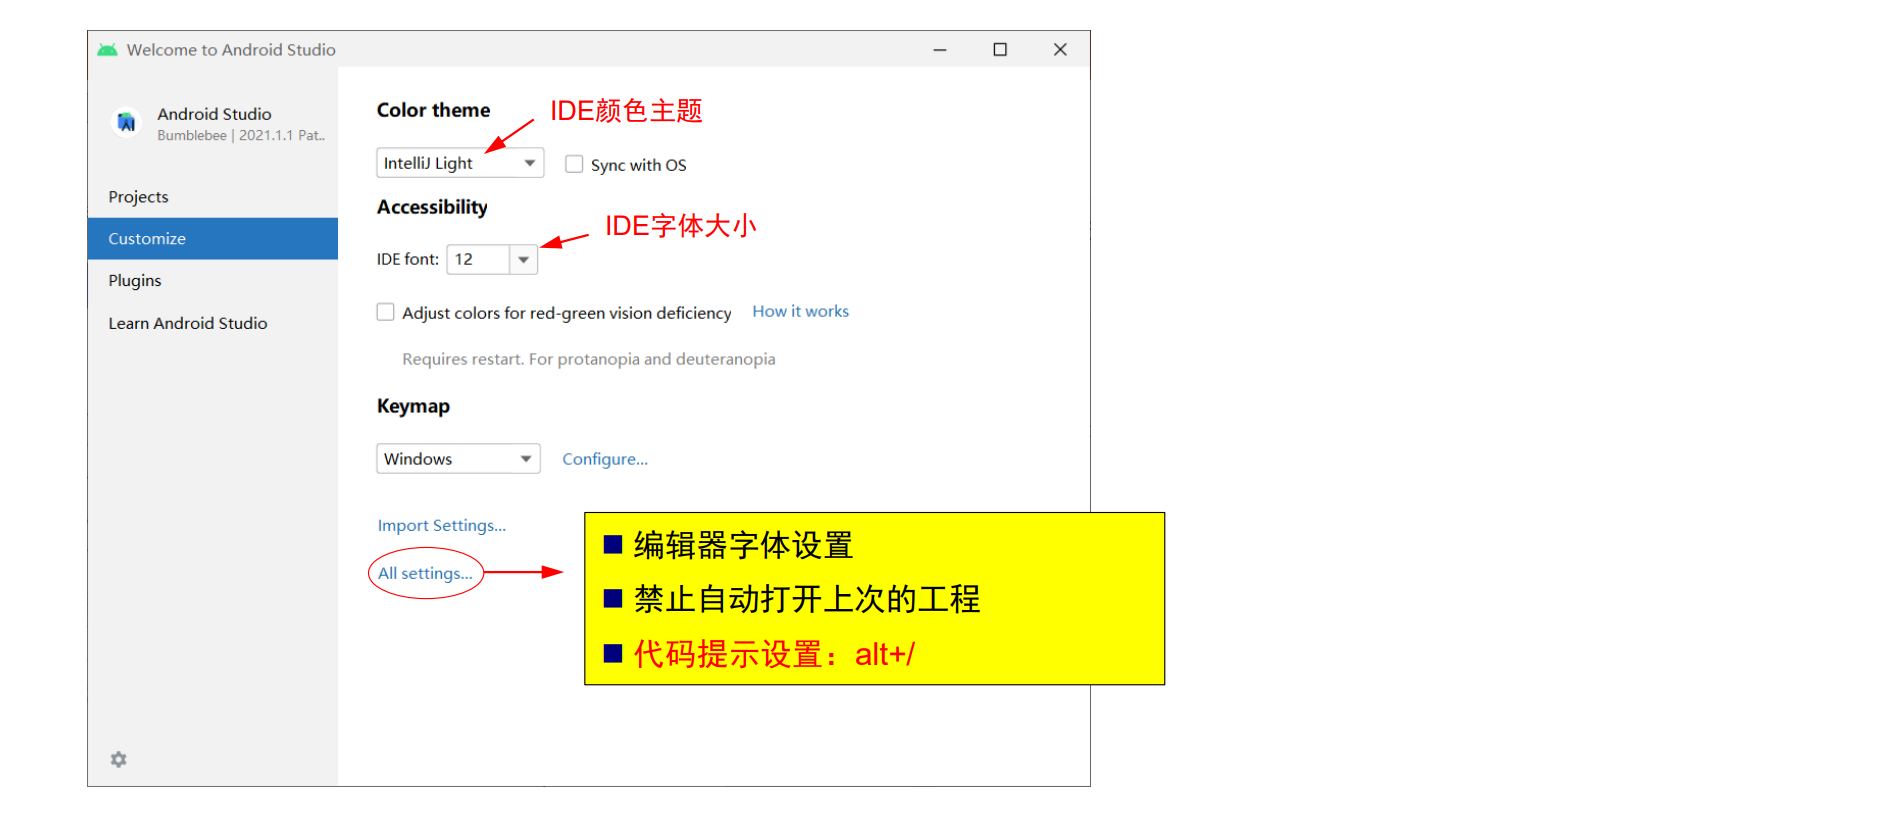 Welcome to Android Studio
Android Studio
Bumblebee | 2021.1.1 Pat..
Projects
Customize
Plugins
Learn Android Studio
Color theme
IDE颜色主题
IntelliJ Light
Sync with OS
Accessibility
IDE字体大小
IDE font: 12
Adjust colors for red-green vision deficiency How it works
Requires restart. For protanopia and deuteranopia
Keymap
Windows
Configure...
Import Settings...
All settings...
编辑器字体设置
禁止自动打开上次的工程
代码提示设置：alt+/